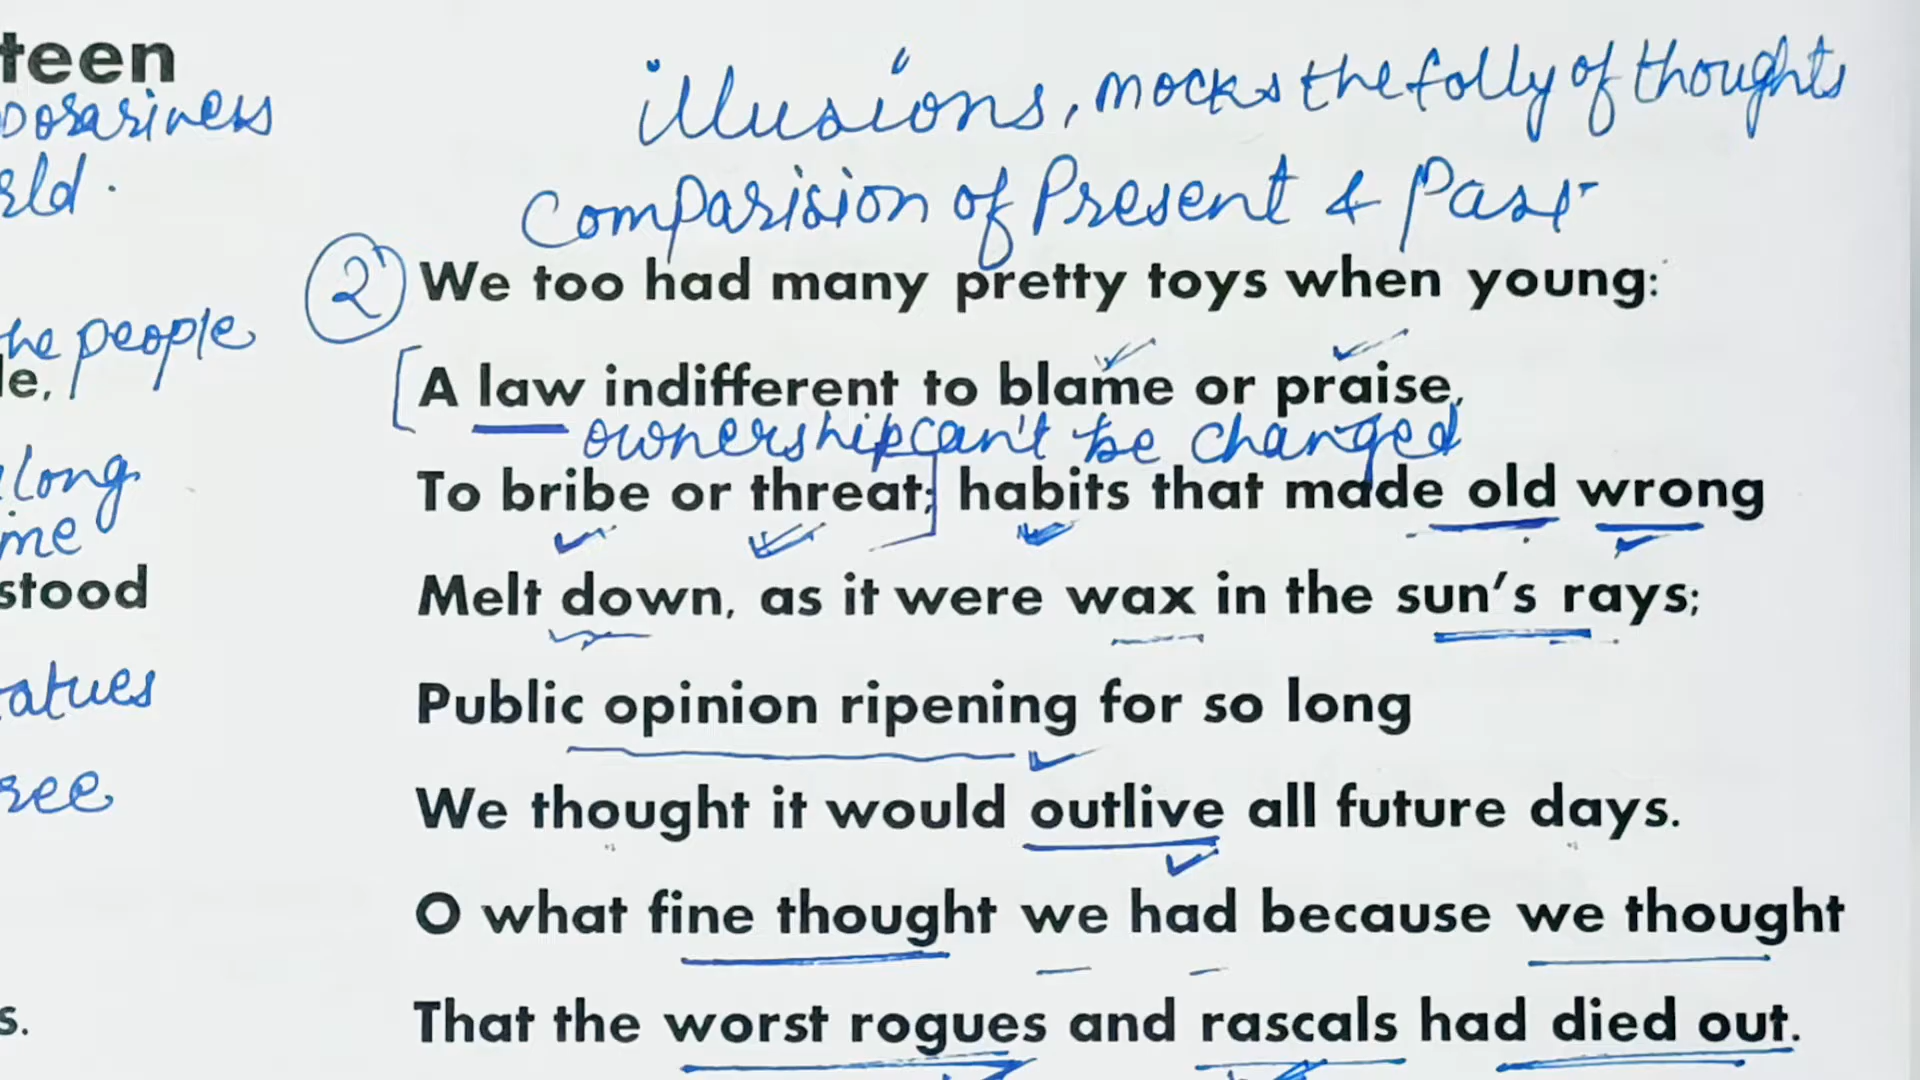 teen
illusions, mocks the folly of thoughts
Comparision of Present & Past
he people
le,
long
me
stood
tatues
ree
s.
2
We too had many pretty toys when young:
A law indifferent to blame or praise,
ownership can't be changed
To bribe or threat; habits that made old wrong
Melt down, as it were wax in the sun's rays;
Public opinion ripening for so long
We thought it would outlive all future days.
O what fine thought we had because we thought
That the worst rogues and rascals had died out.